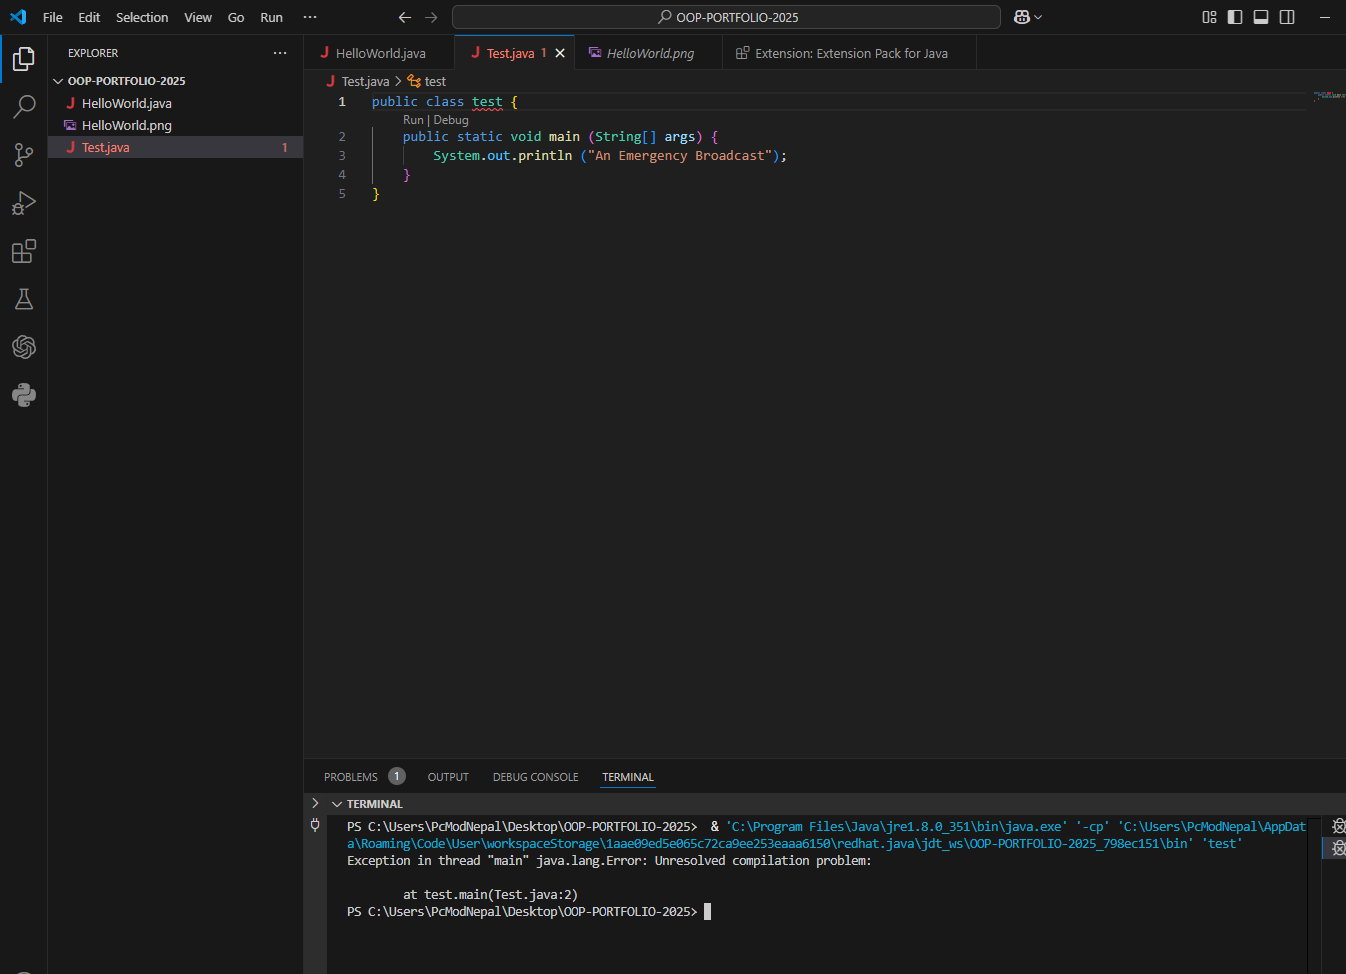 File Edit Selection View Go Run ··· OOP-PORTFOLIO-2025
EXPLORER ···
OOP-PORTFOLIO-2025
HelloWorld.java
HelloWorld.png
Test.java 1
HelloWorld.java Test.java 1 HelloWorld.png Extension: Extension Pack for Java
Test.java > test
1 public class test {
Run | Debug
2 public static void main (String[] args) {
3 System.out.println ("An Emergency Broadcast");
4 }
5 }
PROBLEMS 1 OUTPUT DEBUG CONSOLE TERMINAL
TERMINAL
PS C:\Users\PcModNepal\Desktop\OOP-PORTFOLIO-2025> & 'C:\Program Files\Java\jre1.8.0_351\bin\java.exe' '-cp' 'C:\Users\PcModNepal\AppDat
a\Roaming\Code\User\workspaceStorage\1aae09ed5e065c72ca9ee253eaaa6150\redhat.java\jdt_ws\OOP-PORTFOLIO-2025_798ec151\bin' 'test'
Exception in thread "main" java.lang.Error: Unresolved compilation problem:
at test.main(Test.java:2)
PS C:\Users\PcModNepal\Desktop\OOP-PORTFOLIO-2025>